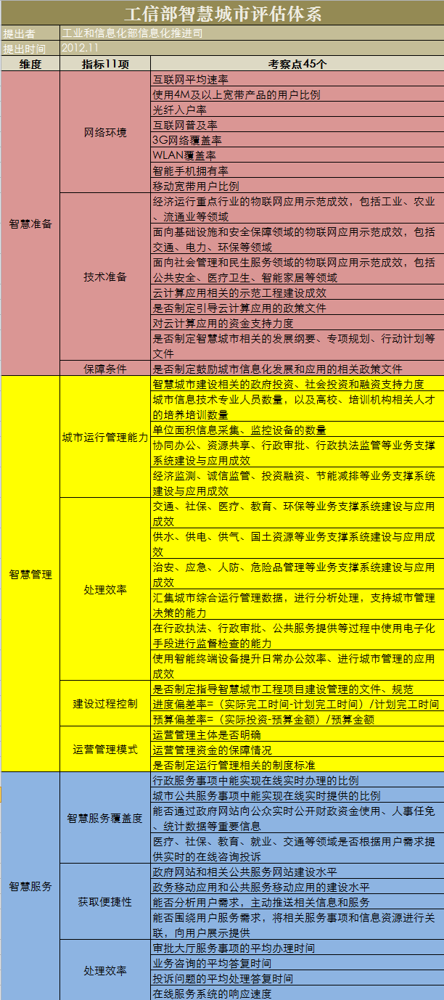 工信部智慧城市评估体系
提出者 工业和信息化部信息化推进司
提出时间 2012.11
维度 指标11项 考察点45个
智慧准备
网络环境
互联网平均速率
使用4M及以上宽带产品的用户比例
光纤入户率
互联网普及率
3G网络覆盖率
WLAN覆盖率
智能手机拥有率
移动宽带用户比例
技术准备
经济运行重点行业的物联网应用示范成效，包括工业、农业
、流通业等领域
面向基础设施和安全保障领域的物联网应用示范成效，包括
交通、电力、环保等领域
面向社会管理和民生服务领域的物联网应用示范成效，包括
公共安全、医疗卫生、智能家居等领域
云计算应用相关的示范工程建设成效
是否制定引导云计算应用的政策文件
对云计算应用的资金支持力度
是否制定智慧城市相关的发展纲要、专项规划、行动计划等
文件
保障条件
是否制定鼓励城市信息化发展和应用的相关政策文件
智慧管理
城市运行管理能力
智慧城市建设相关的政府投资、社会投资和融资支持力度
城市信息技术专业人员数量，以及高校、培训机构相关人才
的培养培训数量
单位面积信息采集、监控设备的数量
协同办公、资源共享、行政审批、行政执法监管等业务支撑
系统建设与应用成效
经济监测、诚信监管、投资融资、节能减排等业务支撑系统
建设与应用成效
处理效率
交通、社保、医疗、教育、环保等业务支撑系统建设与应用
成效
供水、供电、供气、国土资源等业务支撑系统建设与应用成
效
治安、应急、人防、危险品管理等业务支撑系统建设与应用
成效
汇集城市综合运行管理数据，进行分析处理，支持城市管理
决策的能力
在行政执法、行政审批、公共服务提供等过程中使用电子化
手段进行监督检查的能力
使用智能终端设备提升日常办公效率、进行城市管理的应用
成效
建设过程控制
是否制定指导智慧城市工程项目建设管理的文件、规范
进度偏差率=（实际完工时间-计划完工时间）/计划完工时间
预算偏差率=（实际投资-预算金额）/预算金额
运营管理模式
运营管理主体是否明确
运营管理资金的保障情况
是否制定运行管理相关的制度标准
智慧服务
智慧服务覆盖度
行政服务事项中能实现在线实时办理的比例
城市公共服务事项中能实现在线实时提供的比例
能否通过政府网站向公众实时公开财政资金使用、人事任免
、统计数据等重要信息
医疗、社保、教育、就业、交通等领域是否根据用户需求提
供实时的在线咨询投诉
获取便捷性
政府网站和相关公共服务网站建设水平
政务移动应用和公共服务移动应用的建设水平
能否分析用户需求，主动推送相关信息和服务
能否围绕用户服务需求，将相关服务事项和信息资源进行关
联，向用户展示提供
处理效率
审批大厅服务事项的平均办理时间
业务咨询的平均答复时间
投诉问题的平均处理答复时间
在线服务系统的响应速度